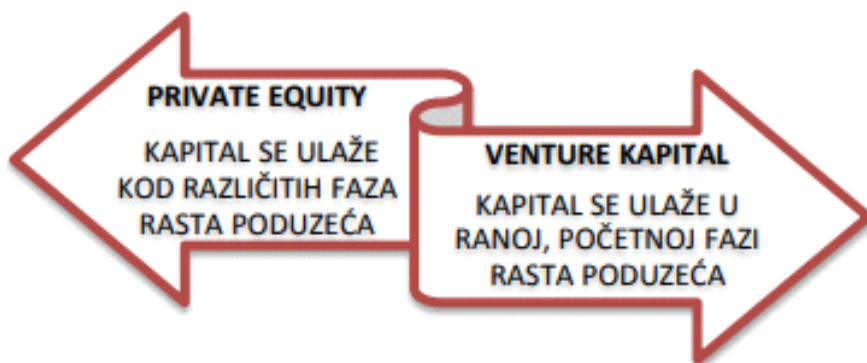 PRIVATE EQUITY
KAPITAL SE ULAŽE
KOD RAZLIČITIH FAZA
RASTA PODUZEĆA
VENTURE KAPITAL
KAPITAL SE ULAŽE U
RANOJ, POČETNOJ FAZI
RASTA PODUZEĆA